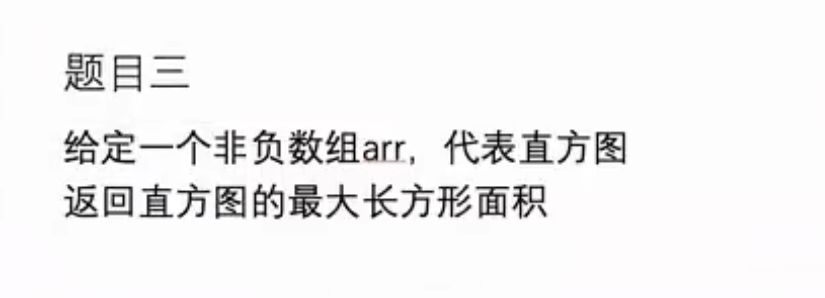 题目三
给定一个非负数组arr，代表直方图
返回直方图的最大长方形面积